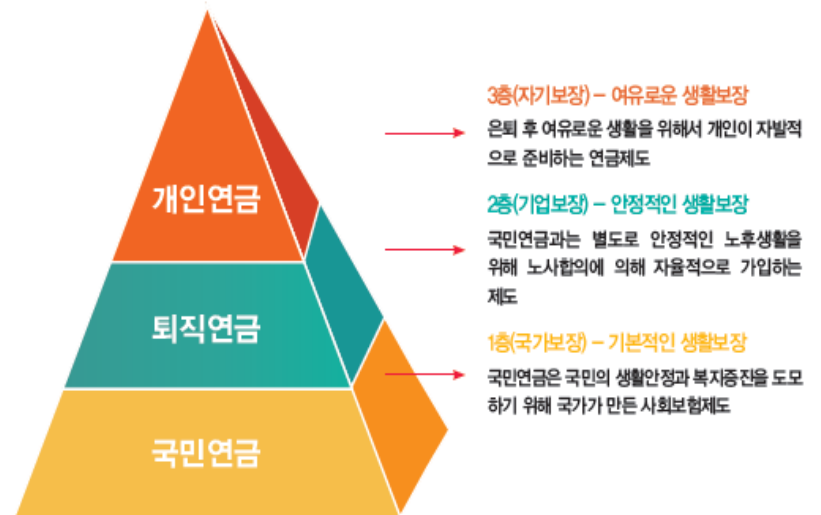 개인연금
퇴직연금
국민연금
3층(자기보장) - 여유로운 생활보장
은퇴 후 여유로운 생활을 위해서 개인이 자발적
으로 준비하는 연금제도
2층(기업보장) - 안정적인 생활보장
국민연금과는 별도로 안정적인 노후생활을
위해 노사합의에 의해 자율적으로 가입하는
제도
1층(국가보장) - 기본적인 생활보장
국민연금은 국민의 생활안정과 복지증진을 도모
하기 위해 국가가 만든 사회보험제도